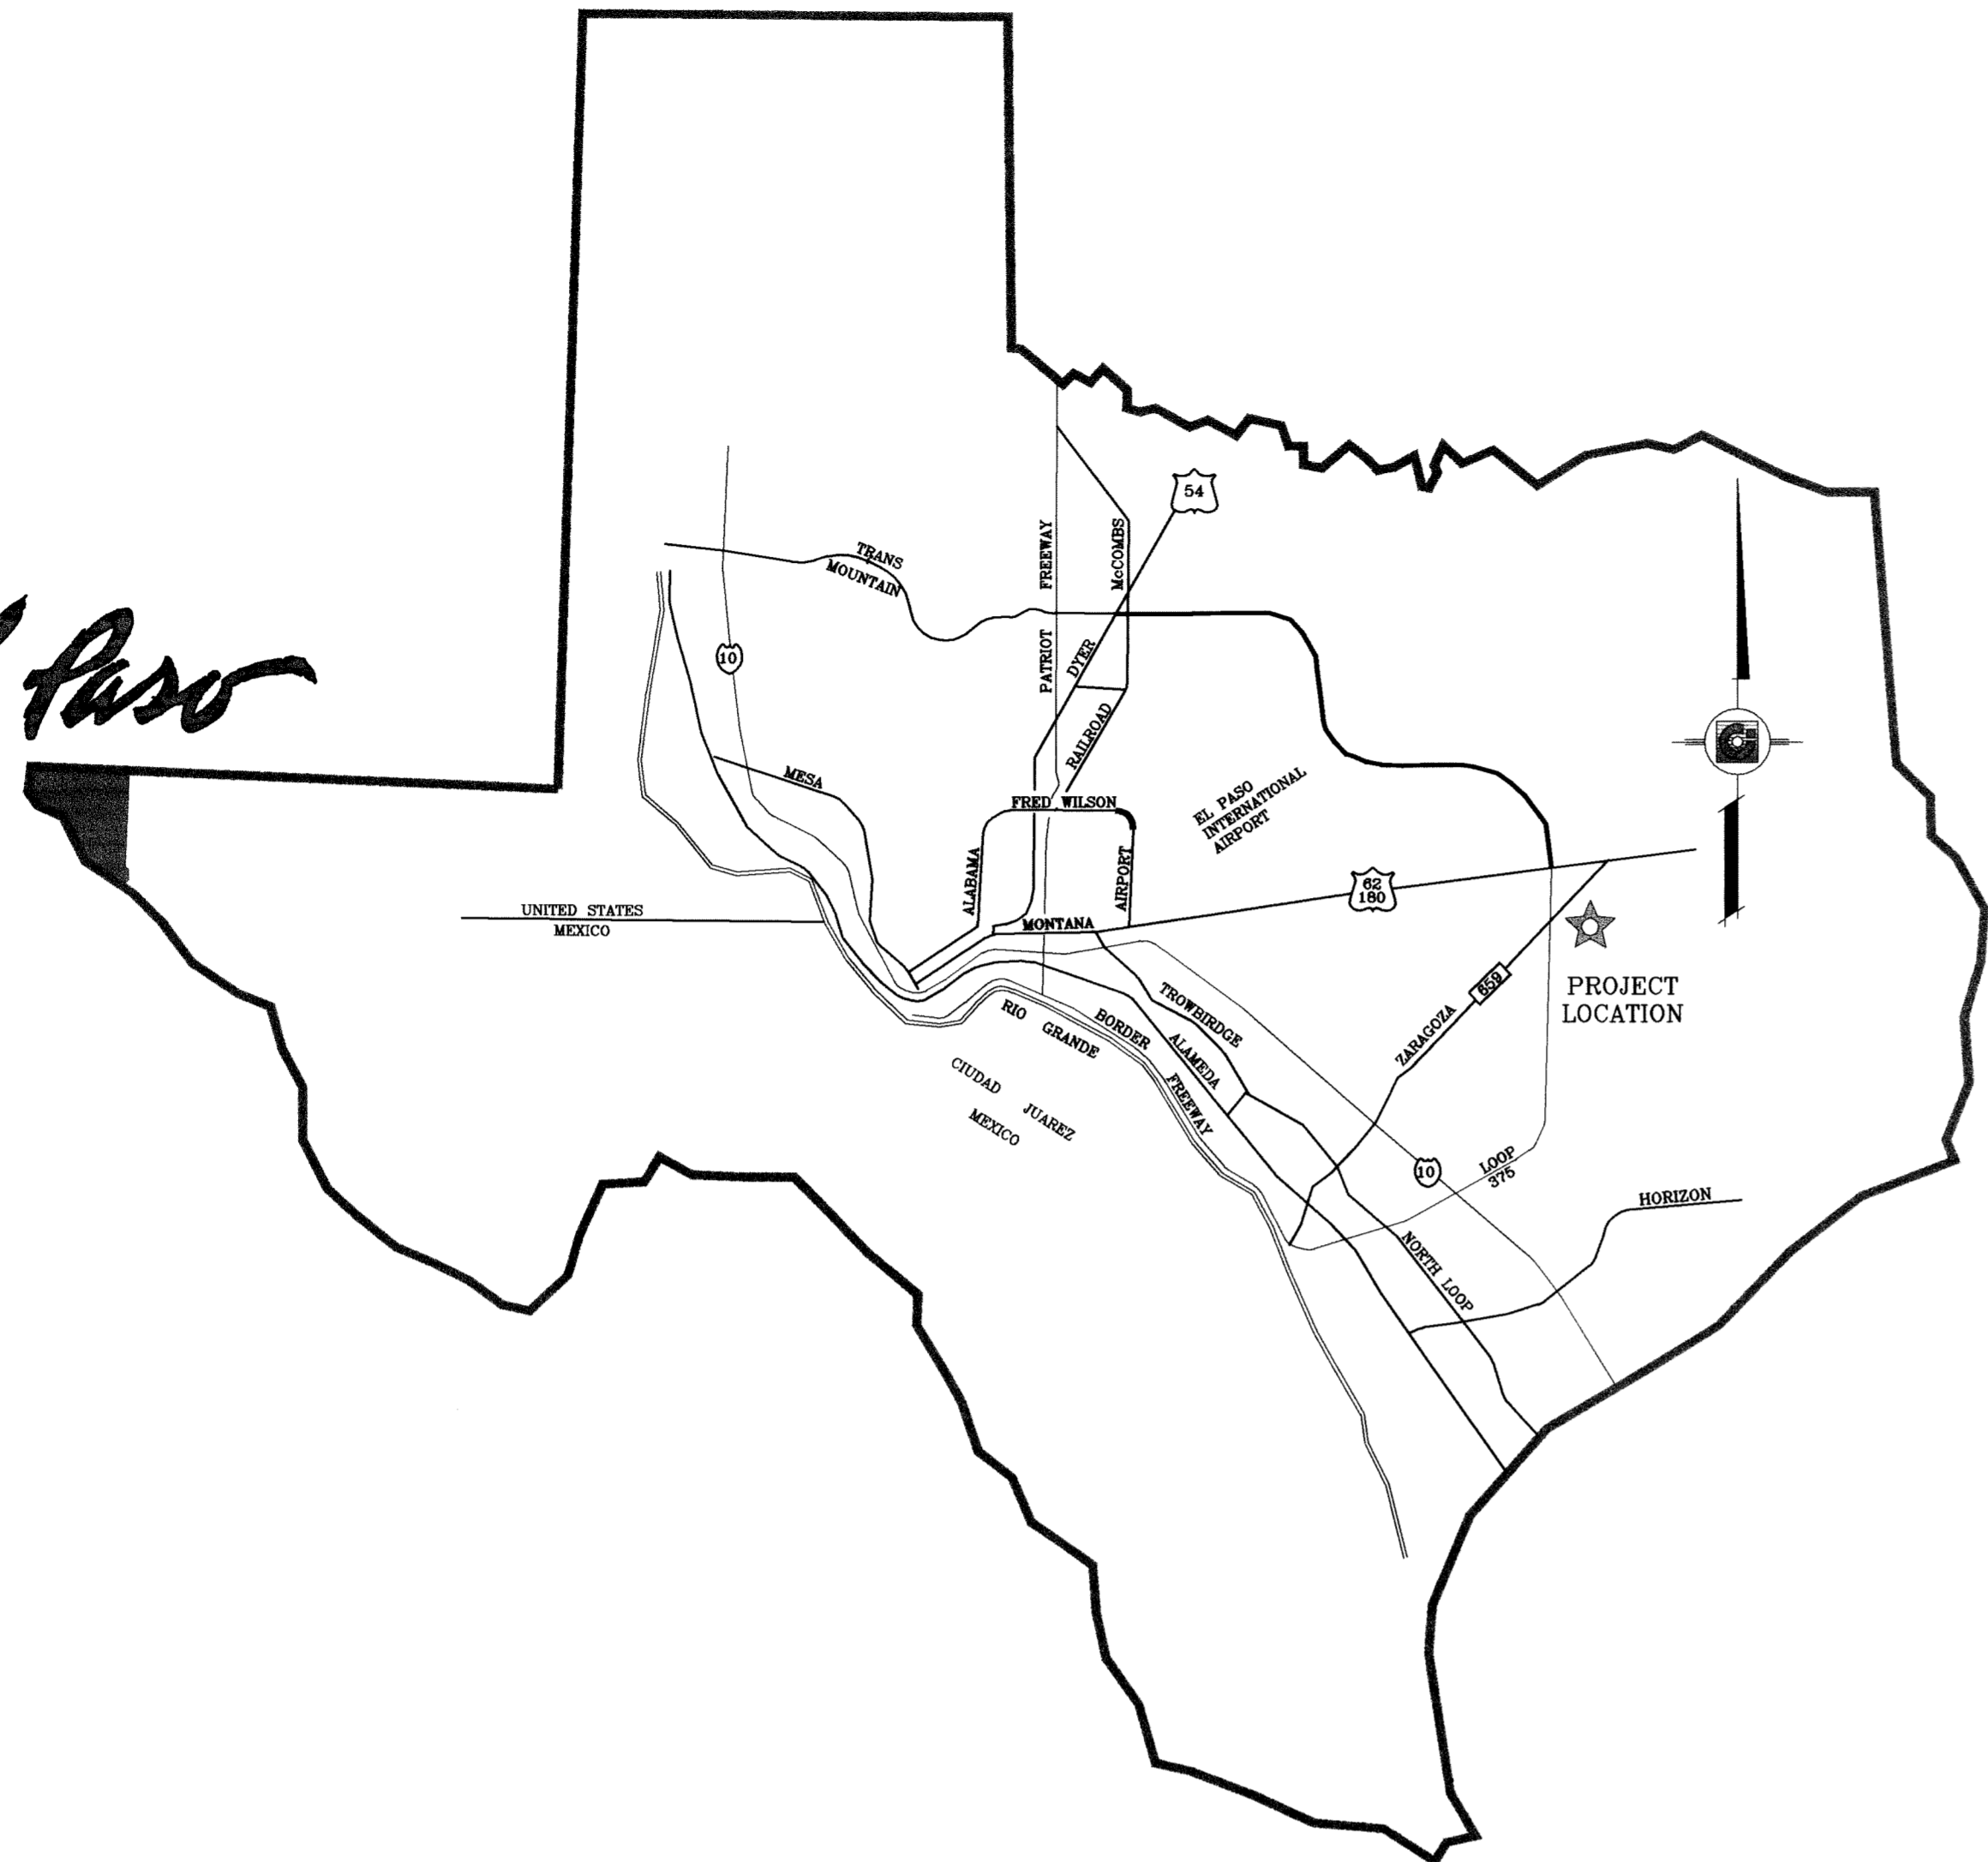 54
TRANS
MOUNTAIN
PATRIOT FREEWAY
McCOMBS
DYER
RAILROAD
10
Paso
MESA
FRED WILSON
EL PASO
INTERNATIONAL
AIRPORT
ALABAMA
AIRPORT
62
180
UNITED STATES
MEXICO
MONTANA
659
PROJECT
LOCATION
TROWBIRDGE
ZARAGOZA
RIO GRANDE
BORDER
FREEWAY
ALAMEDA
CIUDAD JUAREZ
MEXICO
10
LOOP
375
HORIZON
NORTH LOOP